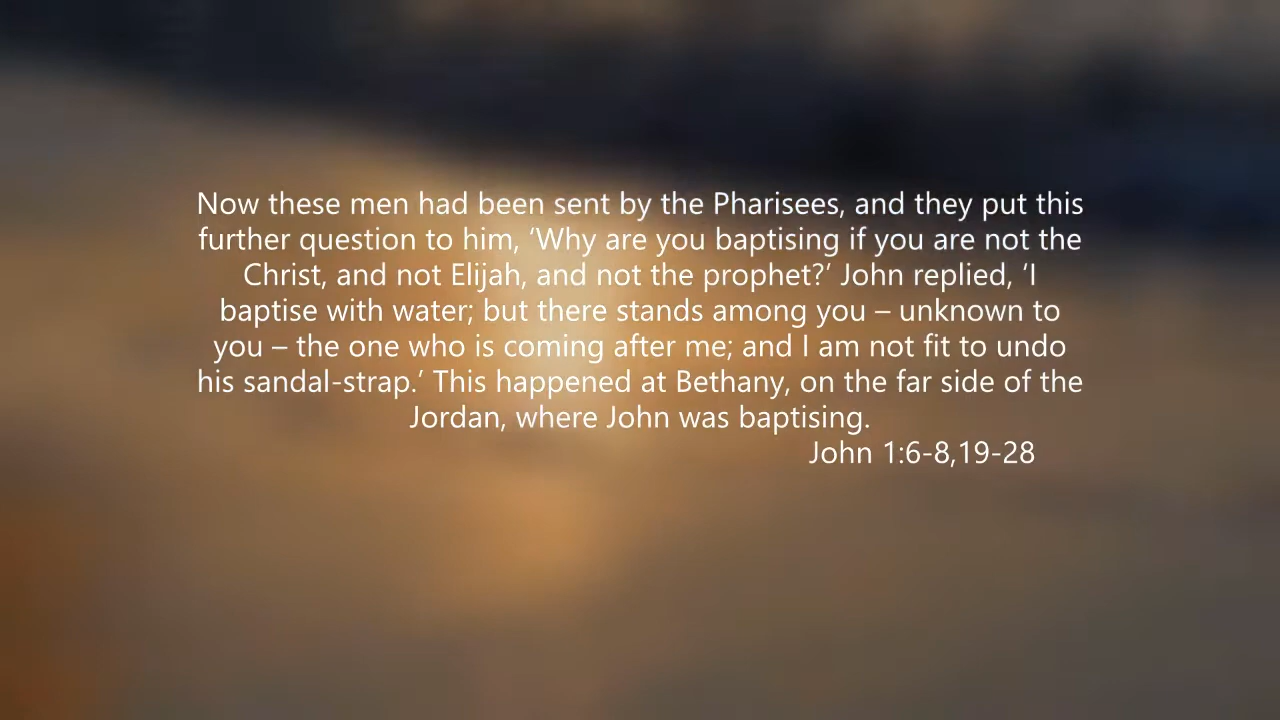 Now these men had been sent by the Pharisees, and they put this
further question to him, ‘Why are you baptising if you are not the
Christ, and not Elijah, and not the prophet?’ John replied, ‘I
baptise with water; but there stands among you – unknown to
you – the one who is coming after me; and I am not fit to undo
his sandal-strap.’ This happened at Bethany, on the far side of the
Jordan, where John was baptising.
John 1:6-8,19-28